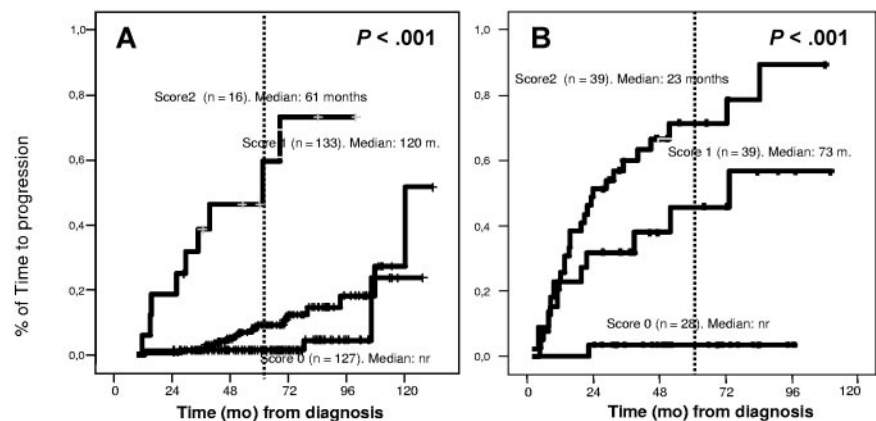 A
P < .001
B
P < .001
1,0
0,8
0,6
0,4
0,2
0,0
% of Time to progression
Score2 (n = 16). Median: 61 months
Score 1 (n = 133). Median: 120 m.
Score 0 (n = 127). Median: nr
0 24 48 72 96 120
Time (mo) from diagnosis
1,0
0,8
0,6
0,4
0,2
0,0
Score2 (n = 39). Median: 23 months
Score 1 (n = 39). Median: 73 m.
Score 0 (n = 28). Median: nr
0 24 48 72 96 120
Time (mo) from diagnosis